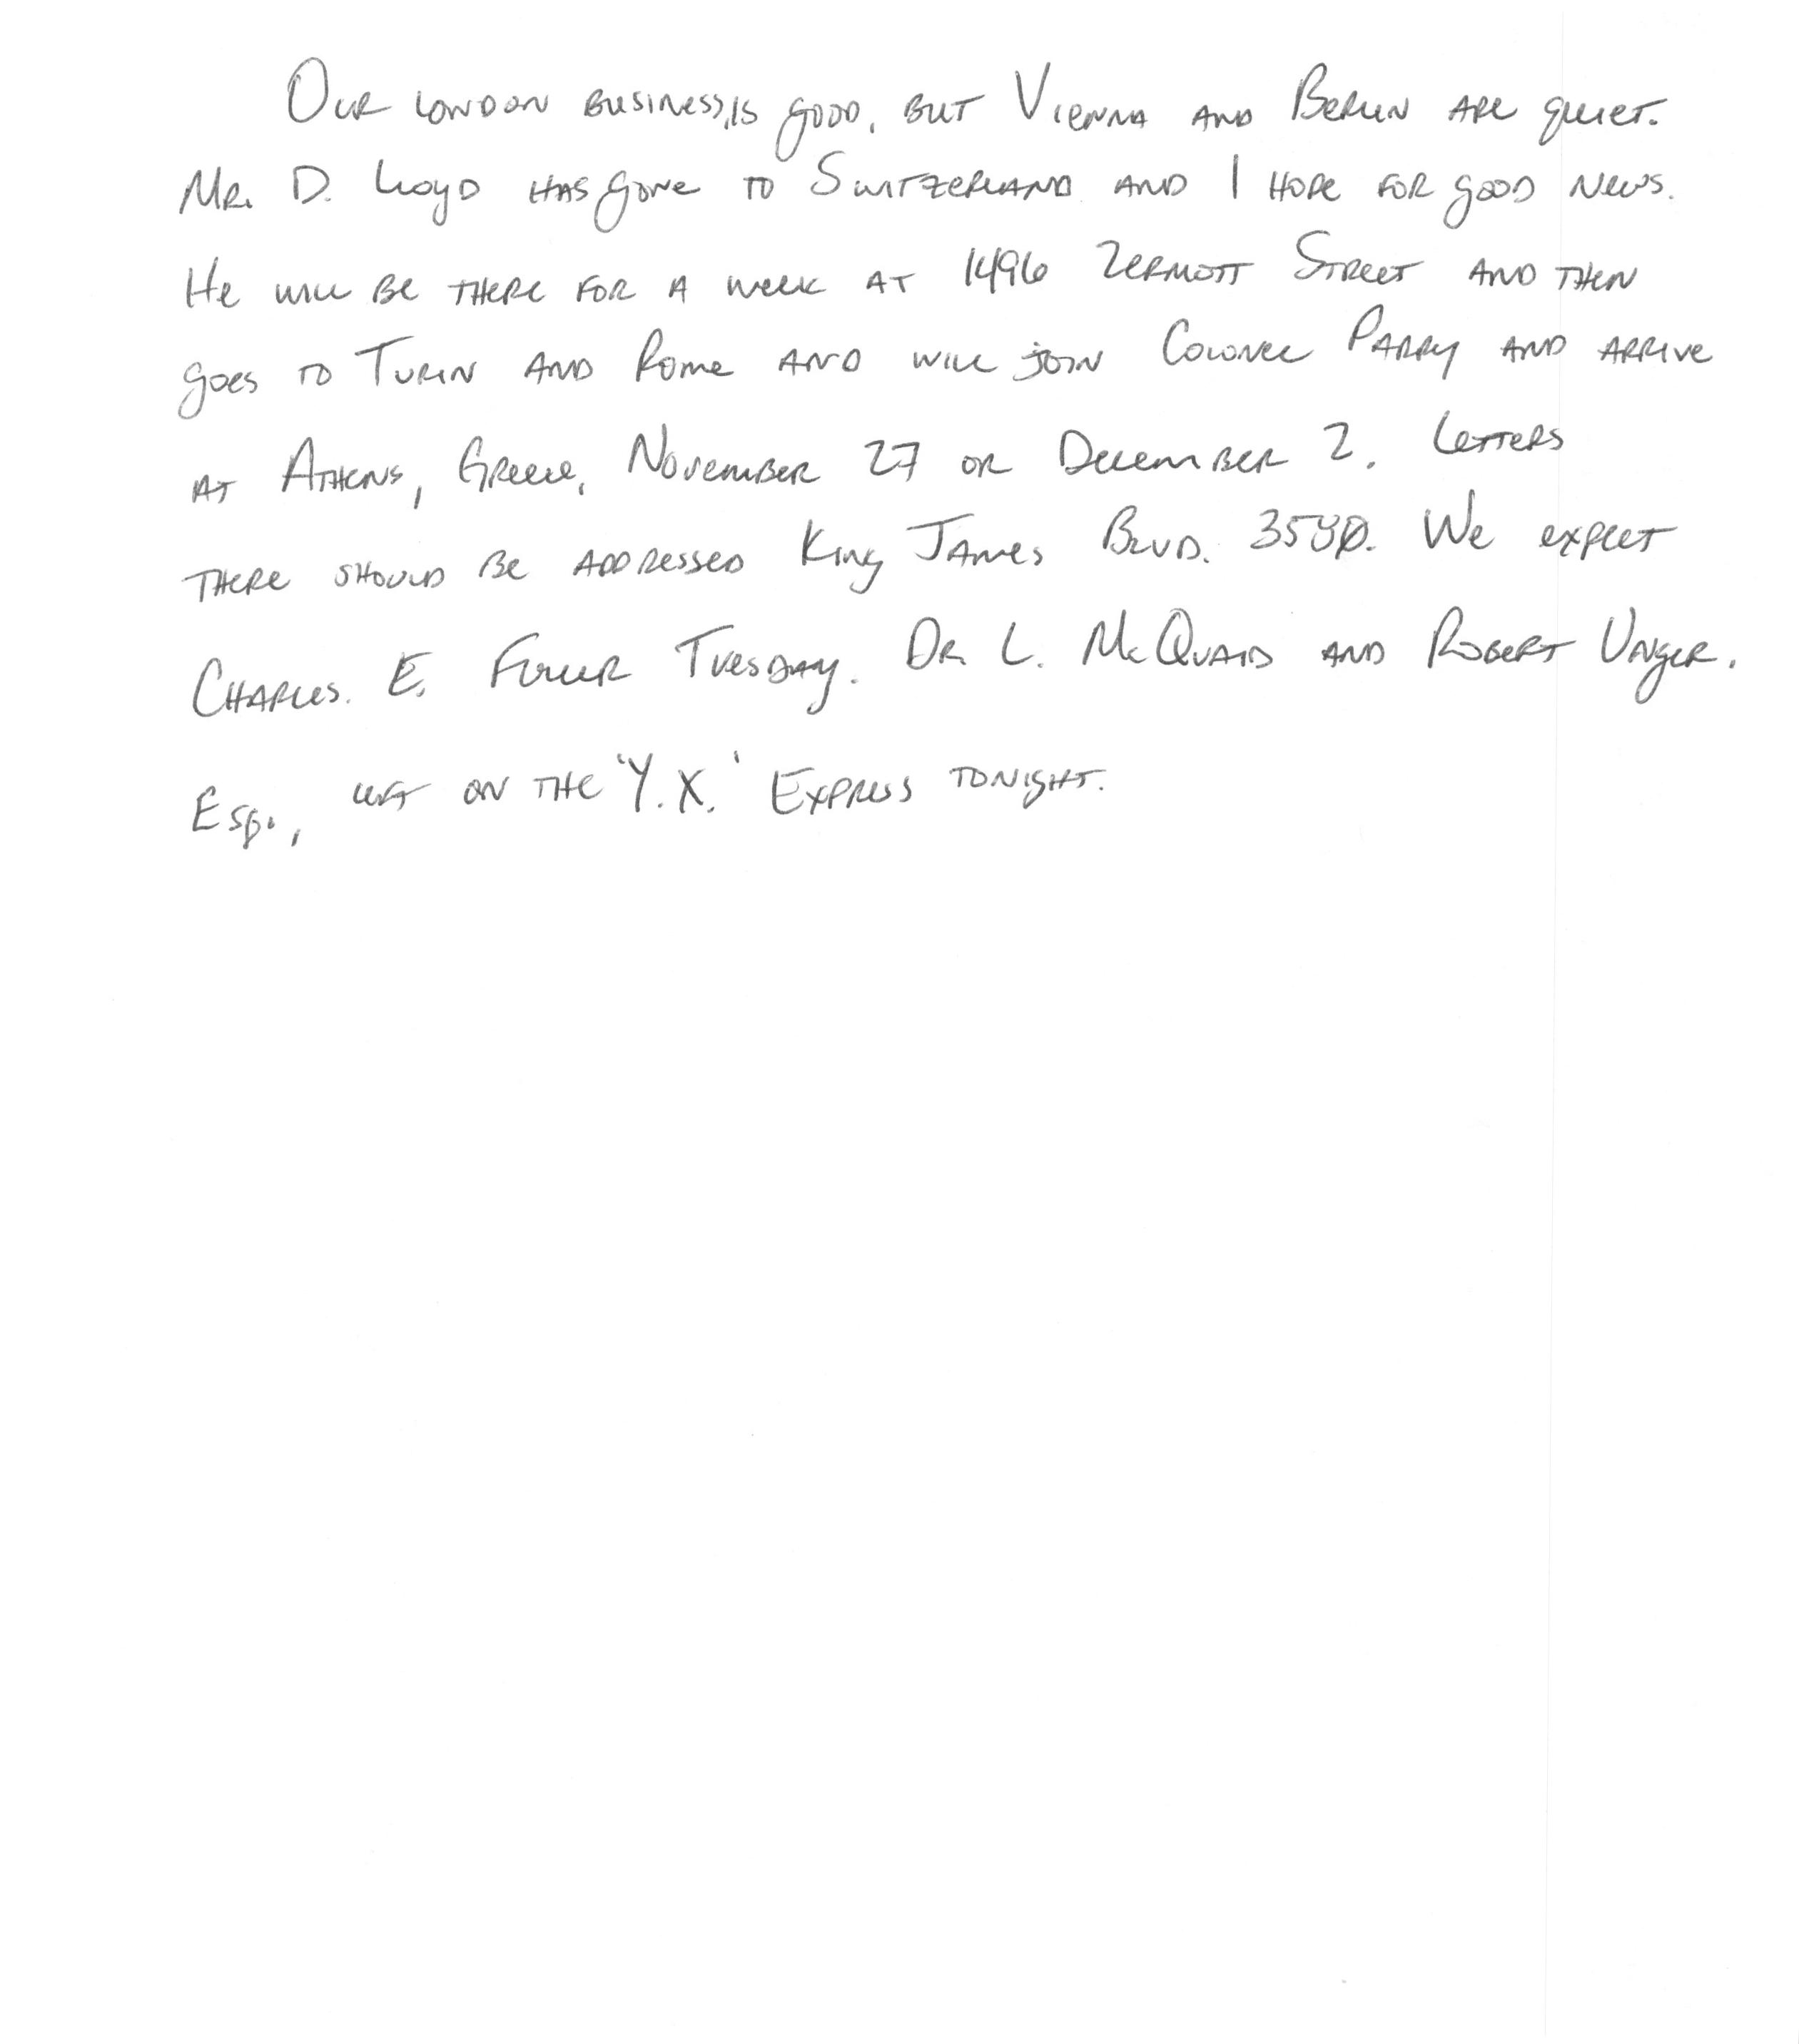 Our London business, is good, but Vienna and Berlin are quiet.
Mr. D. Lloyd has gone to Switzerland and I hope for good news.
He will be there for a week at 1496 Zermott Street and then
goes to Turin and Rome and will join Colonel Parry and arrive
at Athens, Greece, November 27 or December 2. Letters
there should be addressed King James Blvd. 3580. We expect
Charles. E. Fuller Tuesday. Dr. L. McQuaid and Robert Unger.
Esq., left on the 'Y.X.' Express tonight.